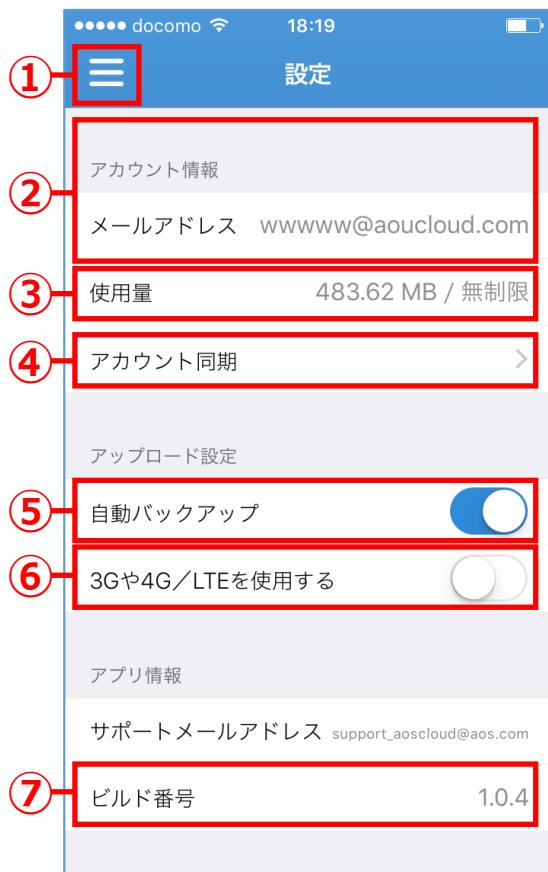 ●●●●● docomo 18:19
① 設定
アカウント情報
② メールアドレス wwwww@aoucloud.com
③ 使用量 483.62 MB / 無制限
④ アカウント同期
アップロード設定
⑤ 自動バックアップ
⑥ 3Gや4G／LTEを使用する
アプリ情報
サポートメールアドレス support_aoscloud@aos.com
⑦ ビルド番号 1.0.4